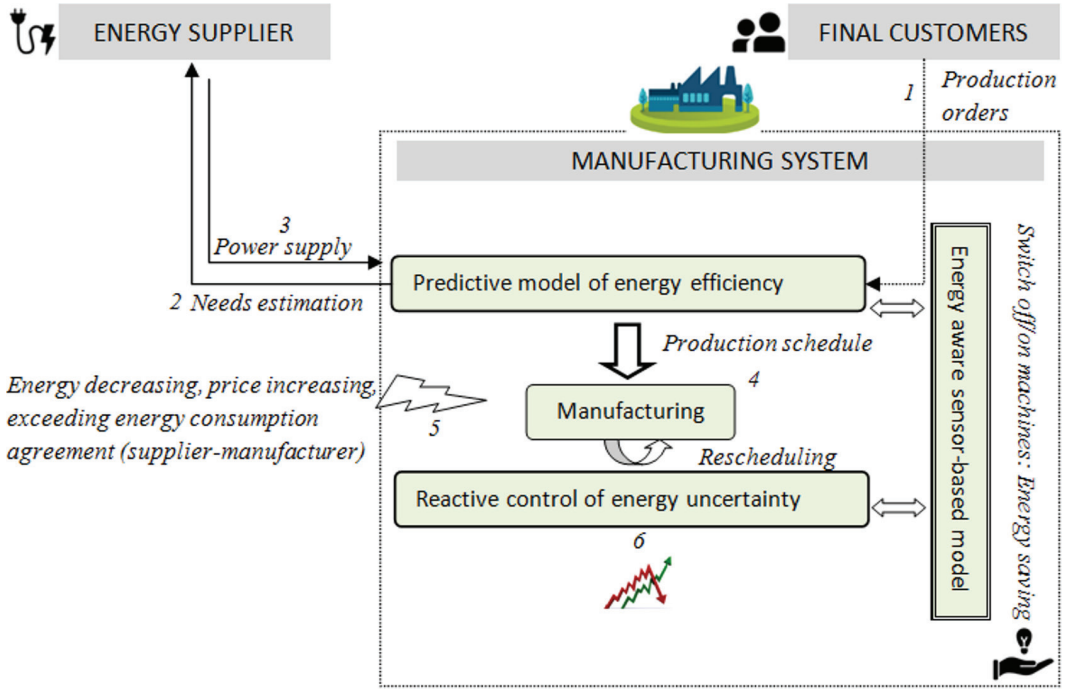 ENERGY SUPPLIER
FINAL CUSTOMERS
1
Production
orders
MANUFACTURING SYSTEM
3
Power supply
2 Needs estimation
Predictive model of energy efficiency
Production schedule
4
Energy decreasing, price increasing,
exceeding energy consumption
agreement (supplier-manufacturer)
5
Manufacturing
Rescheduling
Reactive control of energy uncertainty
6
Energy aware sensor-based model
Switch off/on machines: Energy saving